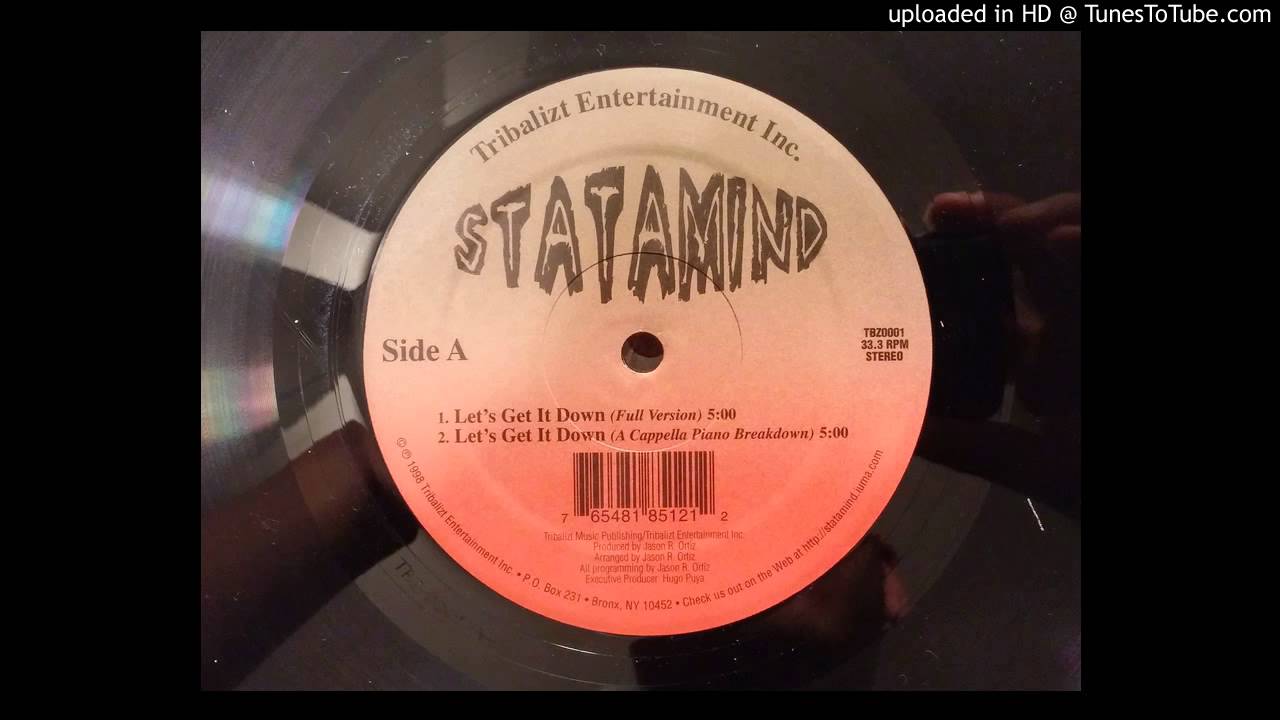 uploaded in HD @ TunesToTube.com
Tribalizt Entertainment Inc.
STATAMIND
Side A
TBZ0001
33.3 RPM
STEREO
1. Let's Get It Down (Full Version) 5:00
2. Let's Get It Down (A Cappella Piano Breakdown) 5:00
7 65481 85121 2
Tribalizt Music Publishing/Tribalizt Entertainment Inc.
Produced by Jason R. Ortiz
Arranged by Jason R. Ortiz
All programming by Jason R. Ortiz
Executive Producer: Hugo Puya
© ℗ 1998 Tribalizt Entertainment Inc. • P.O. Box 231 • Bronx, NY 10452 • Check us out on the Web at http://statamind.iuma.com